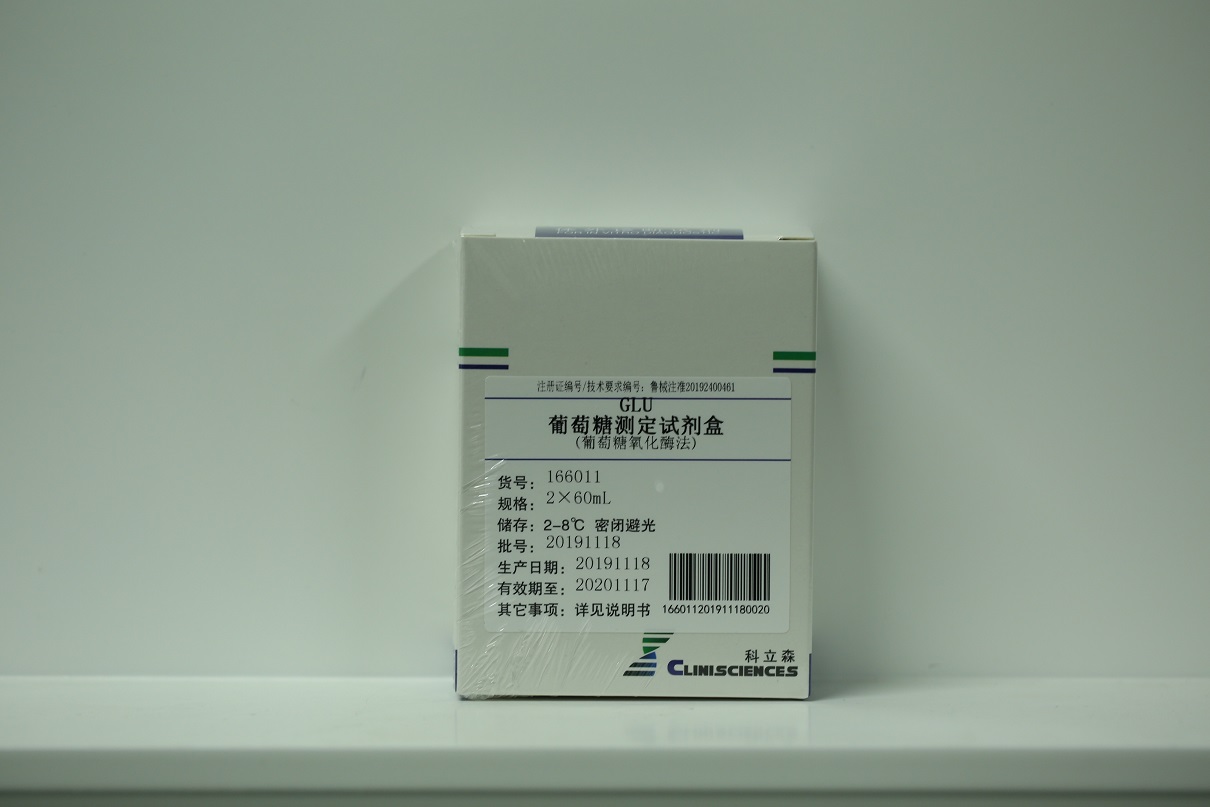 注册证编号/技术要求编号：鲁械注准20192400461
GLU
葡萄糖测定试剂盒
(葡萄糖氧化酶法)
货号：166011
规格：2×60mL
储存：2-8℃ 密闭避光
批号：20191118
生产日期：20191118
有效期至：20201117
其它事项：详见说明书
166011201911180020
科立森
CLINISCIENCES